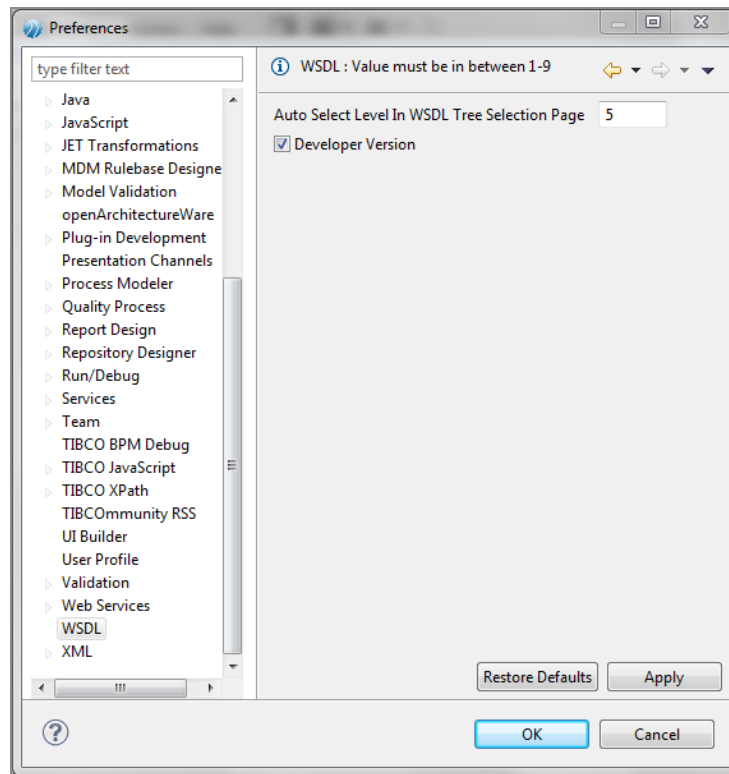 Preferences
type filter text
WSDL : Value must be in between 1-9
Java
JavaScript
JET Transformations
MDM Rulebase Designe
Model Validation
openArchitectureWare
Plug-in Development
Presentation Channels
Process Modeler
Quality Process
Report Design
Repository Designer
Run/Debug
Services
Team
TIBCO BPM Debug
TIBCO JavaScript
TIBCO XPath
TIBCOmmunity RSS
UI Builder
User Profile
Validation
Web Services
WSDL
XML
Auto Select Level In WSDL Tree Selection Page 5
Developer Version
Restore Defaults Apply
? OK Cancel